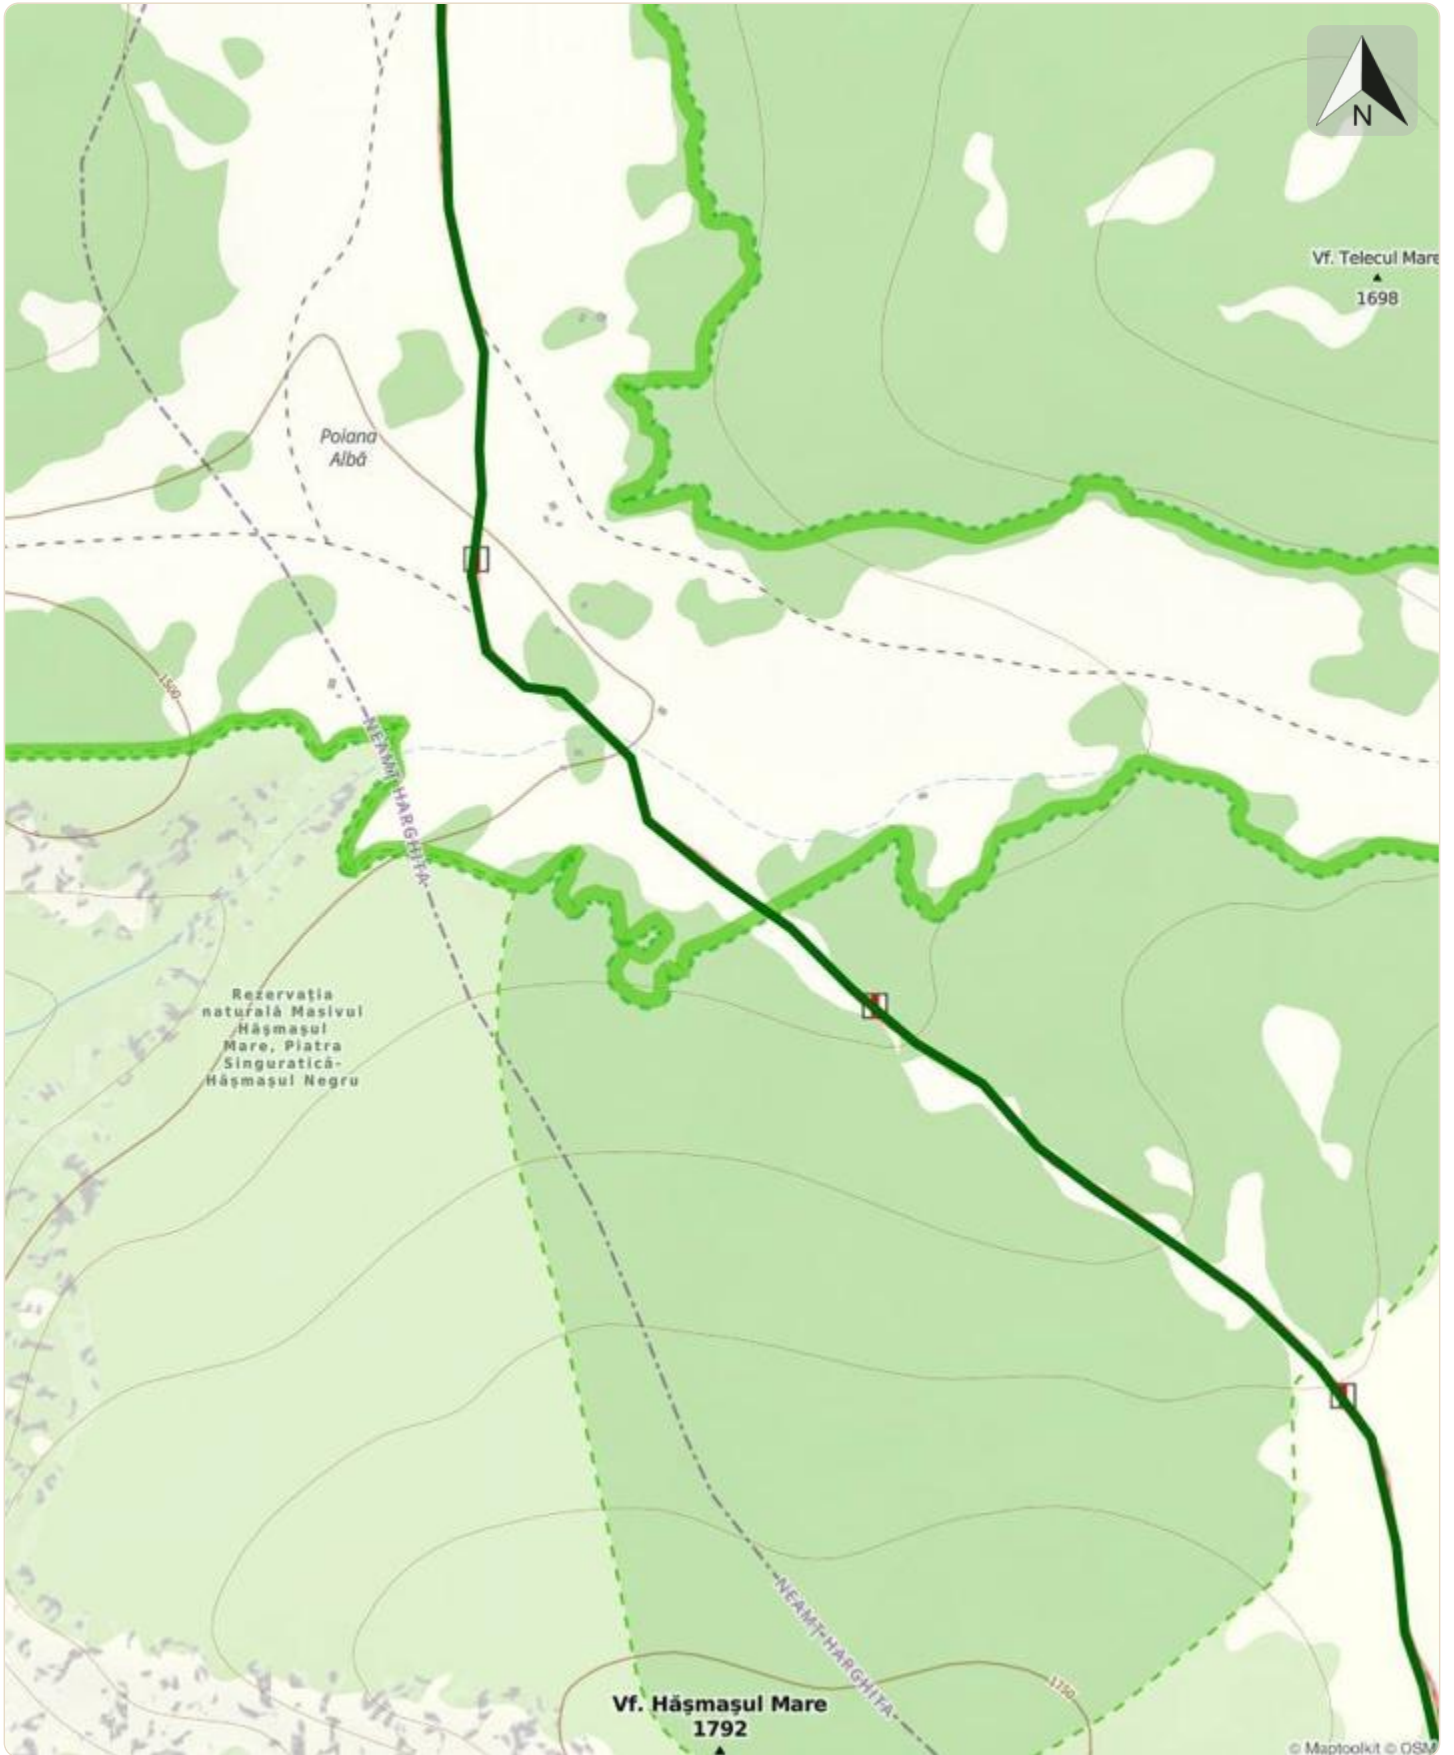 N
Vf. Telecul Mare
1698
Poiana
Albă
1500
NEAMȚ
HARGHITA
Rezervația
naturală Masivul
Hășmașul
Mare, Piatra
Singuratică-
Hășmașul Negru
NEAMȚ-HARGHITA
1750
Vf. Hășmașul Mare
1792
© Maptoolkit © OSM